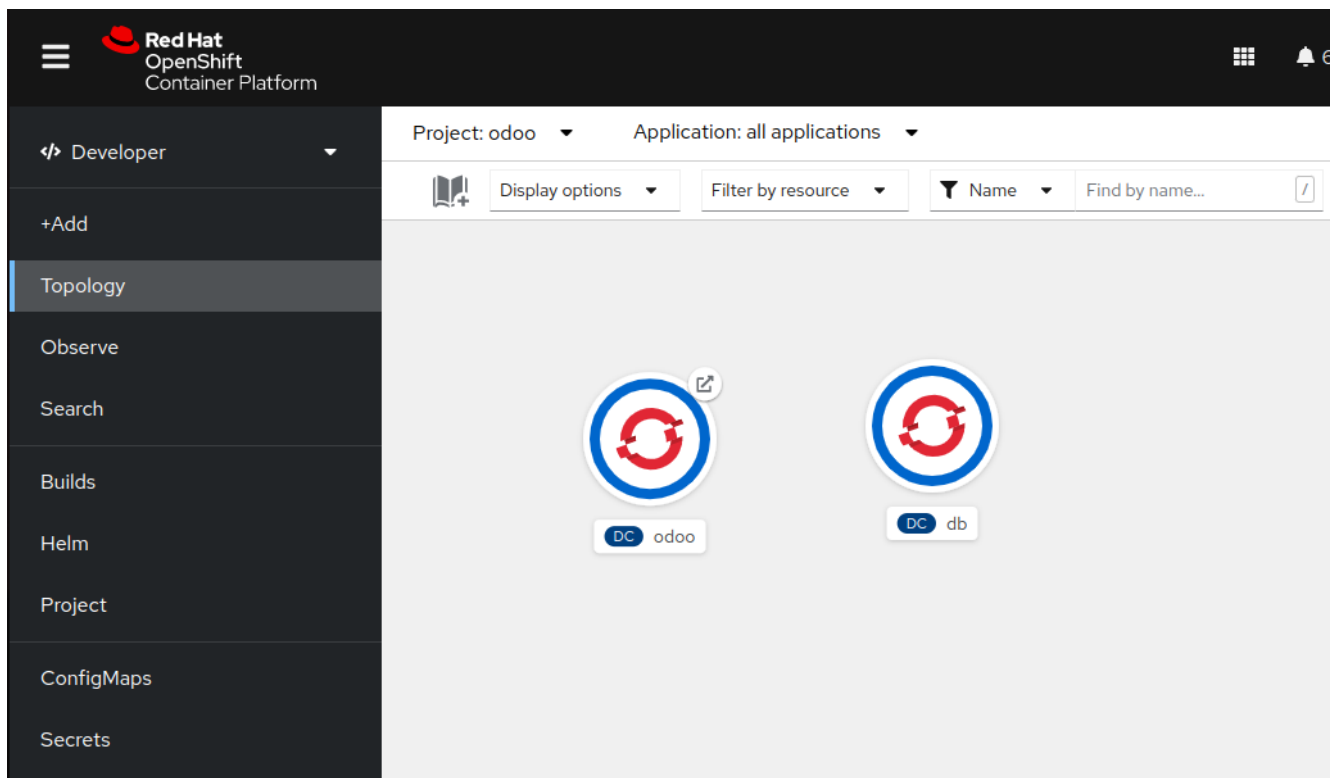 Red Hat
OpenShift
Container Platform
6
</> Developer
Project: odoo
Application: all applications
Display options
Filter by resource
Name
Find by name...
/
+Add
Topology
Observe
Search
Builds
Helm
Project
ConfigMaps
Secrets
DC odoo
DC db